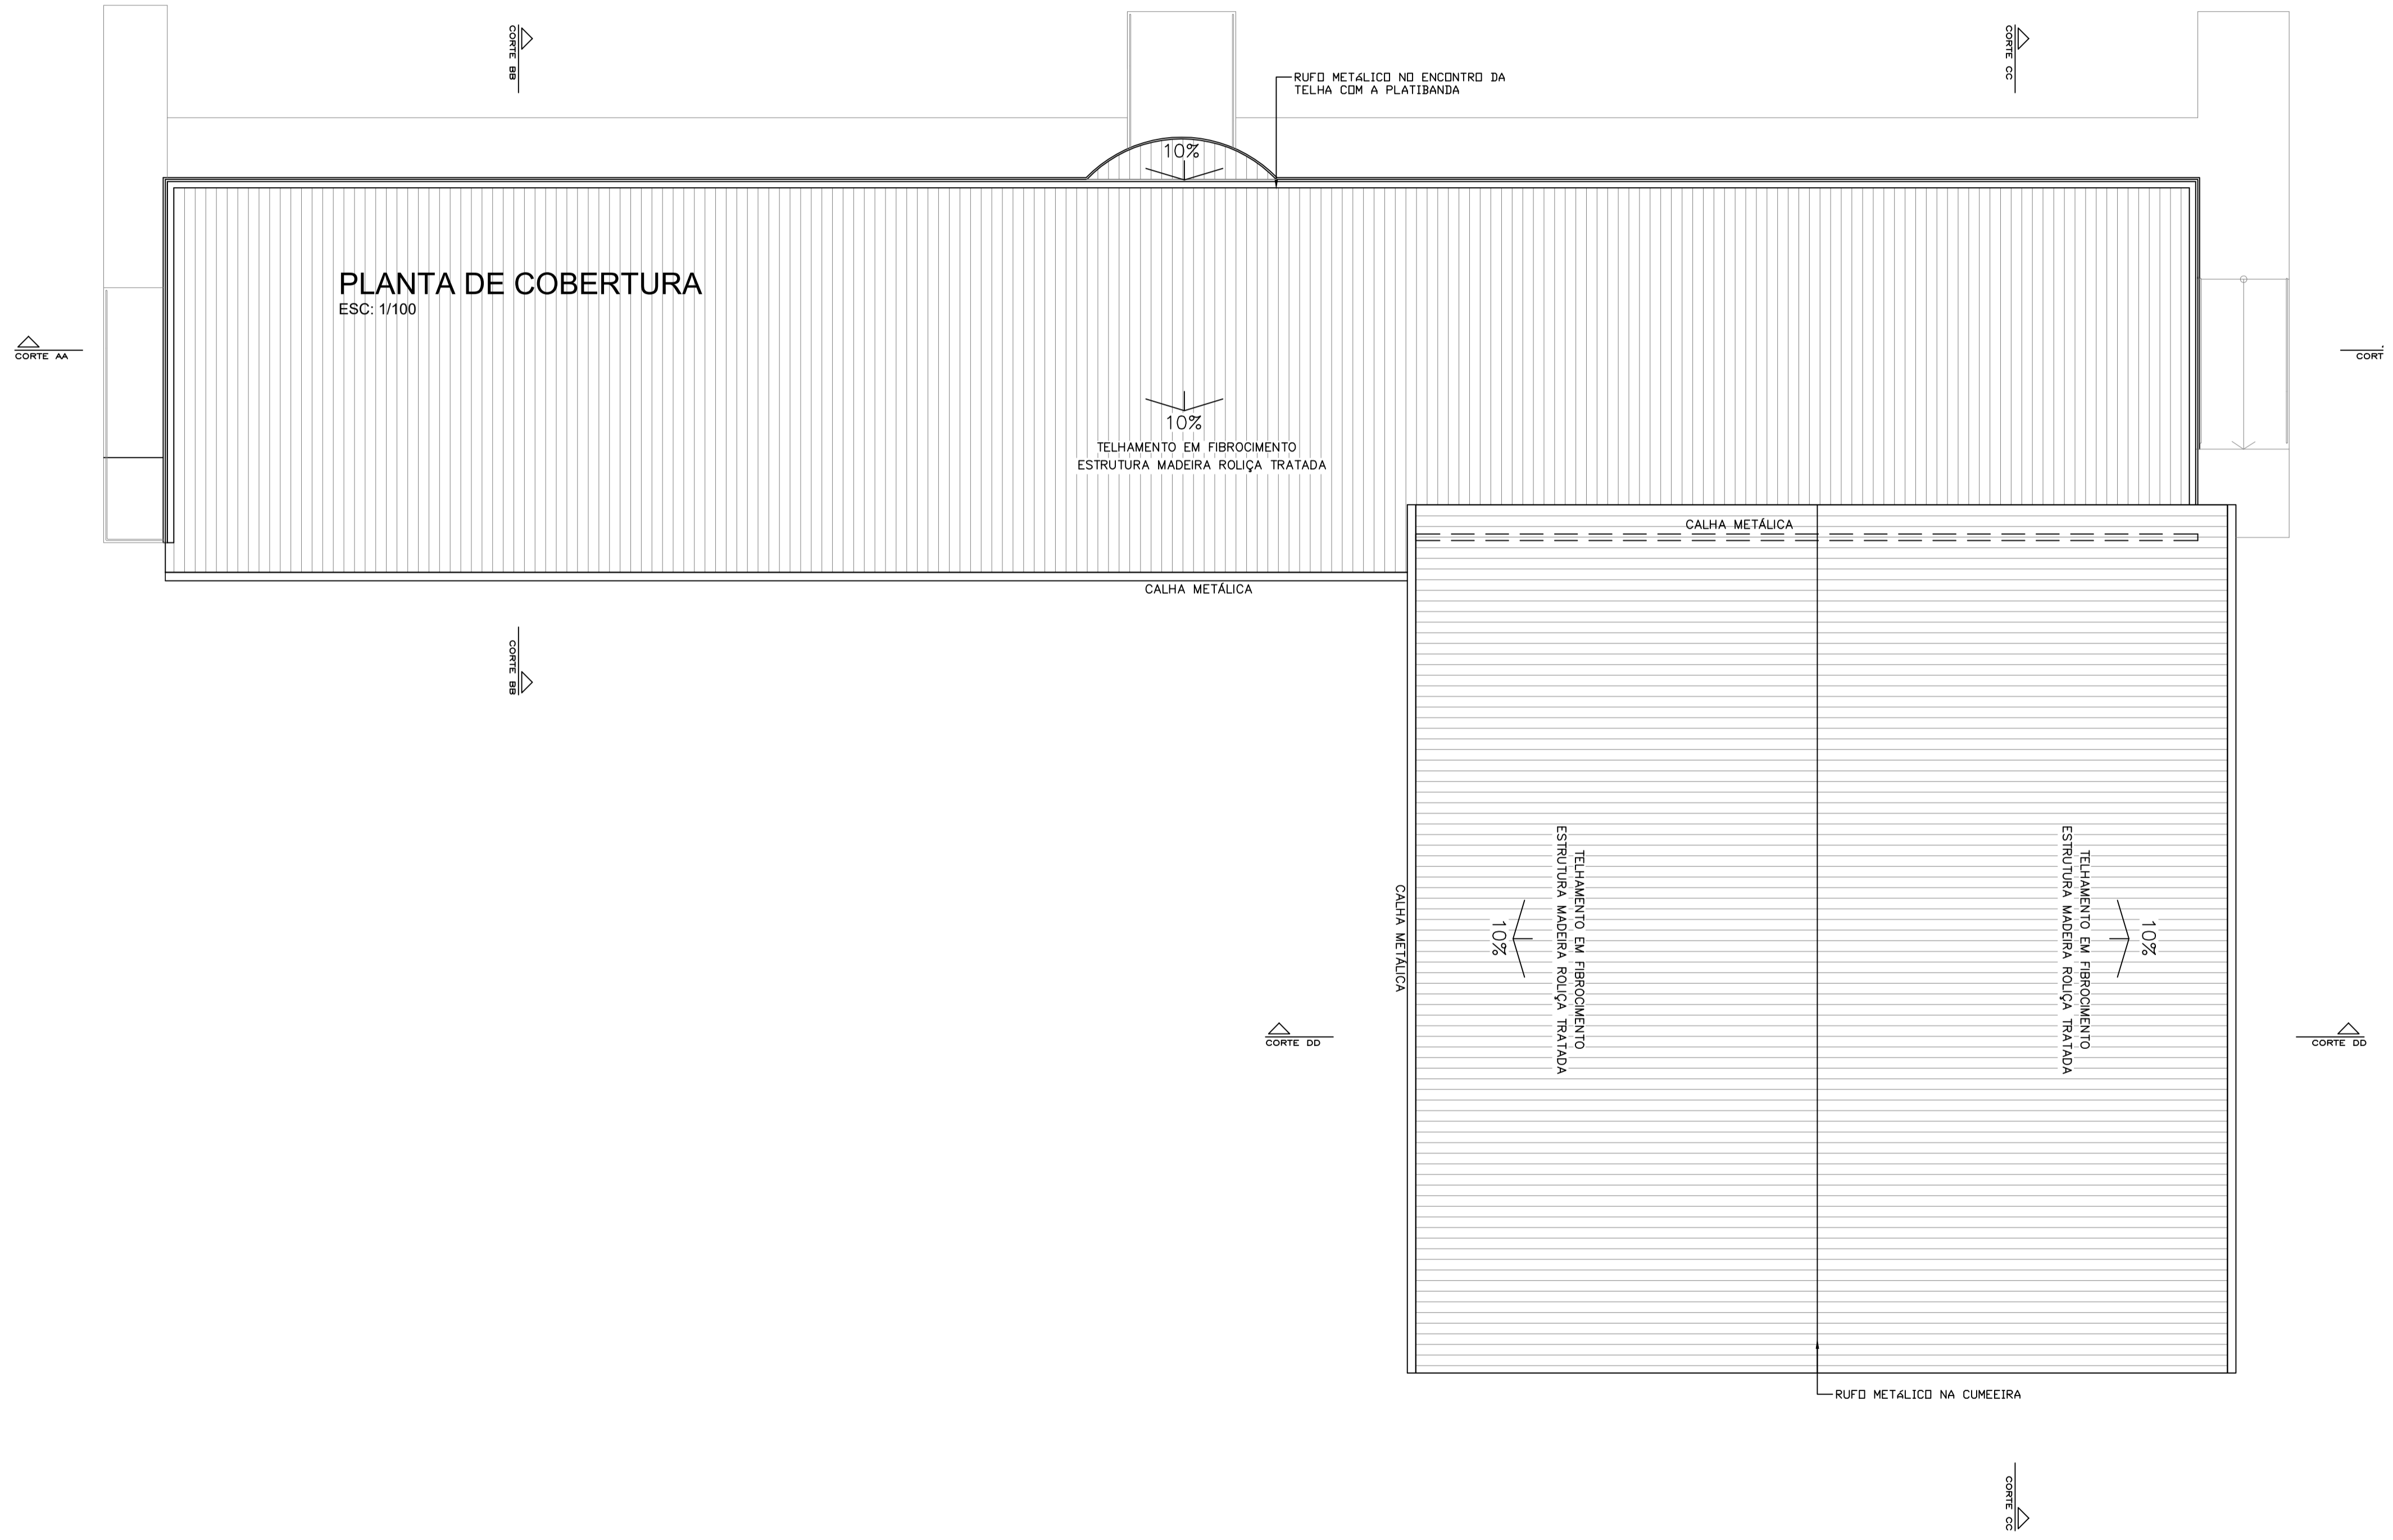 CORTE BB
CORTE CC
RUFO METÁLICO NO ENCONTRO DA
TELHA COM A PLATIBANDA
10%
PLANTA DE COBERTURA
ESC: 1/100
CORTE AA
CORT
10%
TELHAMENTO EM FIBROCIMENTO
ESTRUTURA MADEIRA ROLIÇA TRATADA
CALHA METÁLICA
CALHA METÁLICA
CORTE BB
CALHA METÁLICA
10%
ESTRUTURA MADEIRA ROLIÇA TRATADA
TELHAMENTO EM FIBROCIMENTO
ESTRUTURA MADEIRA ROLIÇA TRATADA
TELHAMENTO EM FIBROCIMENTO
10%
CORTE DD
CORTE DD
RUFO METÁLICO NA CUMEEIRA
CORTE CC